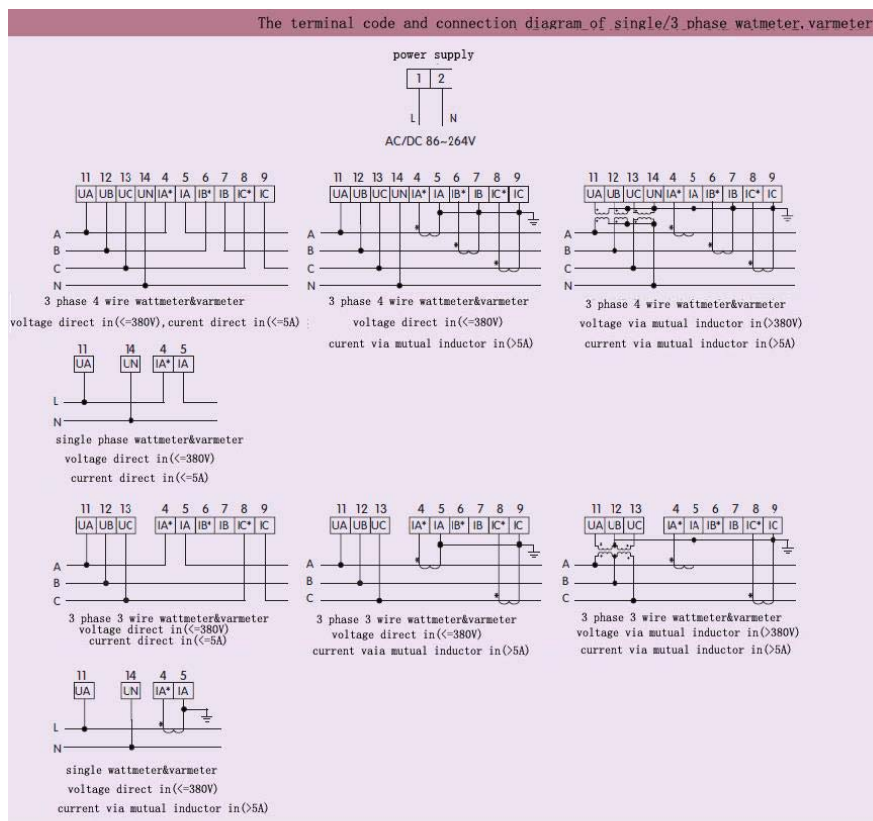 The terminal code and connection diagram of single/3 phase watmeter, varmeter
power supply
1 2
L N
AC/DC 86~264V
11 12 13 14 4 5 6 7 8 9
UA UB UC UN IA* IA IB* IB IC* IC
A
B
C
N
3 phase 4 wire wattmeter&varmeter
voltage direct in(<=380V), curent direct in(<=5A)
11 12 13 14 4 5 6 7 8 9
UA UB UC UN IA* IA IB* IB IC* IC
* * *
A
B
C
N
3 phase 4 wire wattmeter&varmeter
voltage direct in(<=380V)
curent via mutual inductor in(>5A)
11 12 13 14 4 5 6 7 8 9
UA UB UC UN IA* IA IB* IB IC* IC
* * *
A
B
C
N
3 phase 4 wire wattmeter&varmeter
voltage via mutual inductor in(>380V)
current via mutual inductor in(>5A)
11 14 4 5
UA UN IA* IA
L
N
single phase wattmeter&varmeter
voltage direct in(<=380V)
current direct in(<=5A)
11 12 13 4 5 6 7 8 9
UA UB UC IA* IA IB* IB IC* IC
A
B
C
3 phase 3 wire wattmeter&varmeter
voltage direct in(<=380V)
current direct in(<=5A)
11 12 13 4 5 6 7 8 9
UA UB UC IA* IA IB* IB IC* IC
* *
A
B
C
3 phase 3 wire wattmeter&varmeter
voltage direct in(<=380V)
current vaia mutual inductor in(>5A)
11 12 13 4 5 6 7 8 9
UA UB UC IA* IA IB* IB IC* IC
* *
A
B
C
3 phase 3 wire wattmeter&varmeter
voltage via mutual inductor in(>380V)
current via mutual inductor in(>5A)
11 14 4 5
UA UN IA* IA
*
L
N
single wattmeter&varmeter
voltage direct in(<=380V)
current via mutual inductor in(>5A)